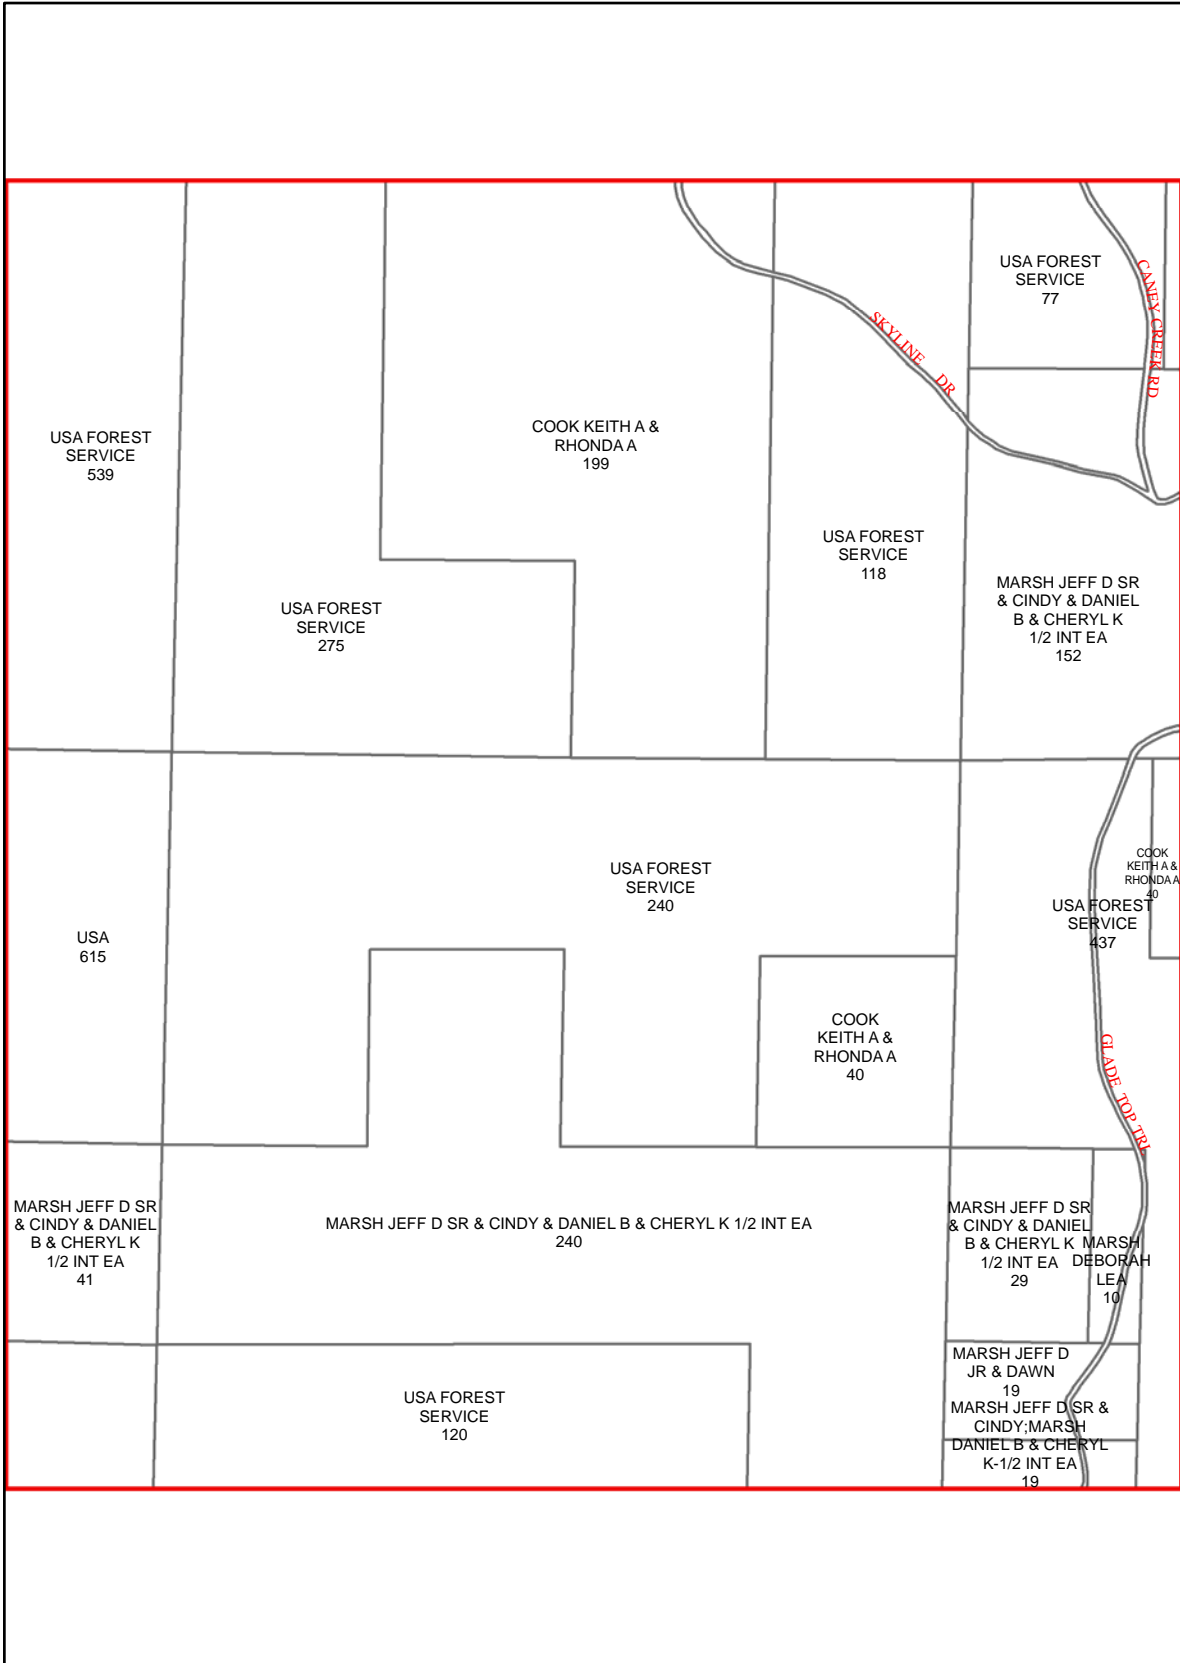 USA FOREST
SERVICE
77
CANEY CREEK RD
SKYLINE DR
USA FOREST
SERVICE
539
COOK KEITH A &
RHONDA A
199
USA FOREST
SERVICE
118
MARSH JEFF D SR
& CINDY & DANIEL
B & CHERYL K
1/2 INT EA
152
USA FOREST
SERVICE
275
USA FOREST
SERVICE
240
COOK
KEITH A &
RHONDA A
40
USA FOREST
SERVICE
437
USA
615
COOK
KEITH A &
RHONDA A
40
GLADE TOP TRL
MARSH JEFF D SR
& CINDY & DANIEL
B & CHERYL K
1/2 INT EA
41
MARSH JEFF D SR & CINDY & DANIEL B & CHERYL K 1/2 INT EA
240
MARSH JEFF D SR
& CINDY & DANIEL
B & CHERYL K
1/2 INT EA
29
MARSH
DEBORAH
LEA
10
MARSH JEFF D
JR & DAWN
19
MARSH JEFF D SR &
CINDY;MARSH
DANIEL B & CHERYL
K-1/2 INT EA
19
USA FOREST
SERVICE
120